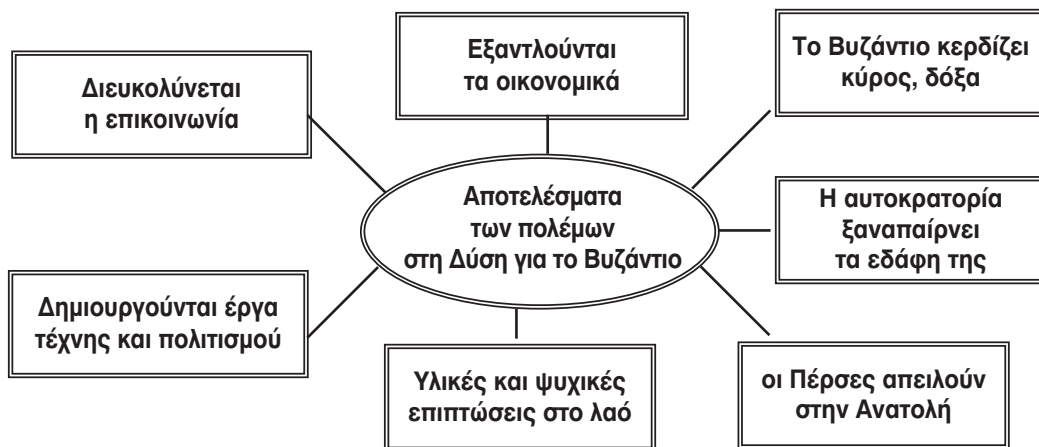 Εξαντλούνται
τα οικονομικά
Το Βυζάντιο κερδίζει
κύρος, δόξα
Διευκολύνεται
η επικοινωνία
Αποτελέσματα
των πολέμων
στη Δύση για το Βυζάντιο
Η αυτοκρατορία
ξαναπαίρνει
τα εδάφη της
Δημιουργούνται έργα
τέχνης και πολιτισμού
Υλικές και ψυχικές
επιπτώσεις στο λαό
οι Πέρσες απειλούν
στην Ανατολή